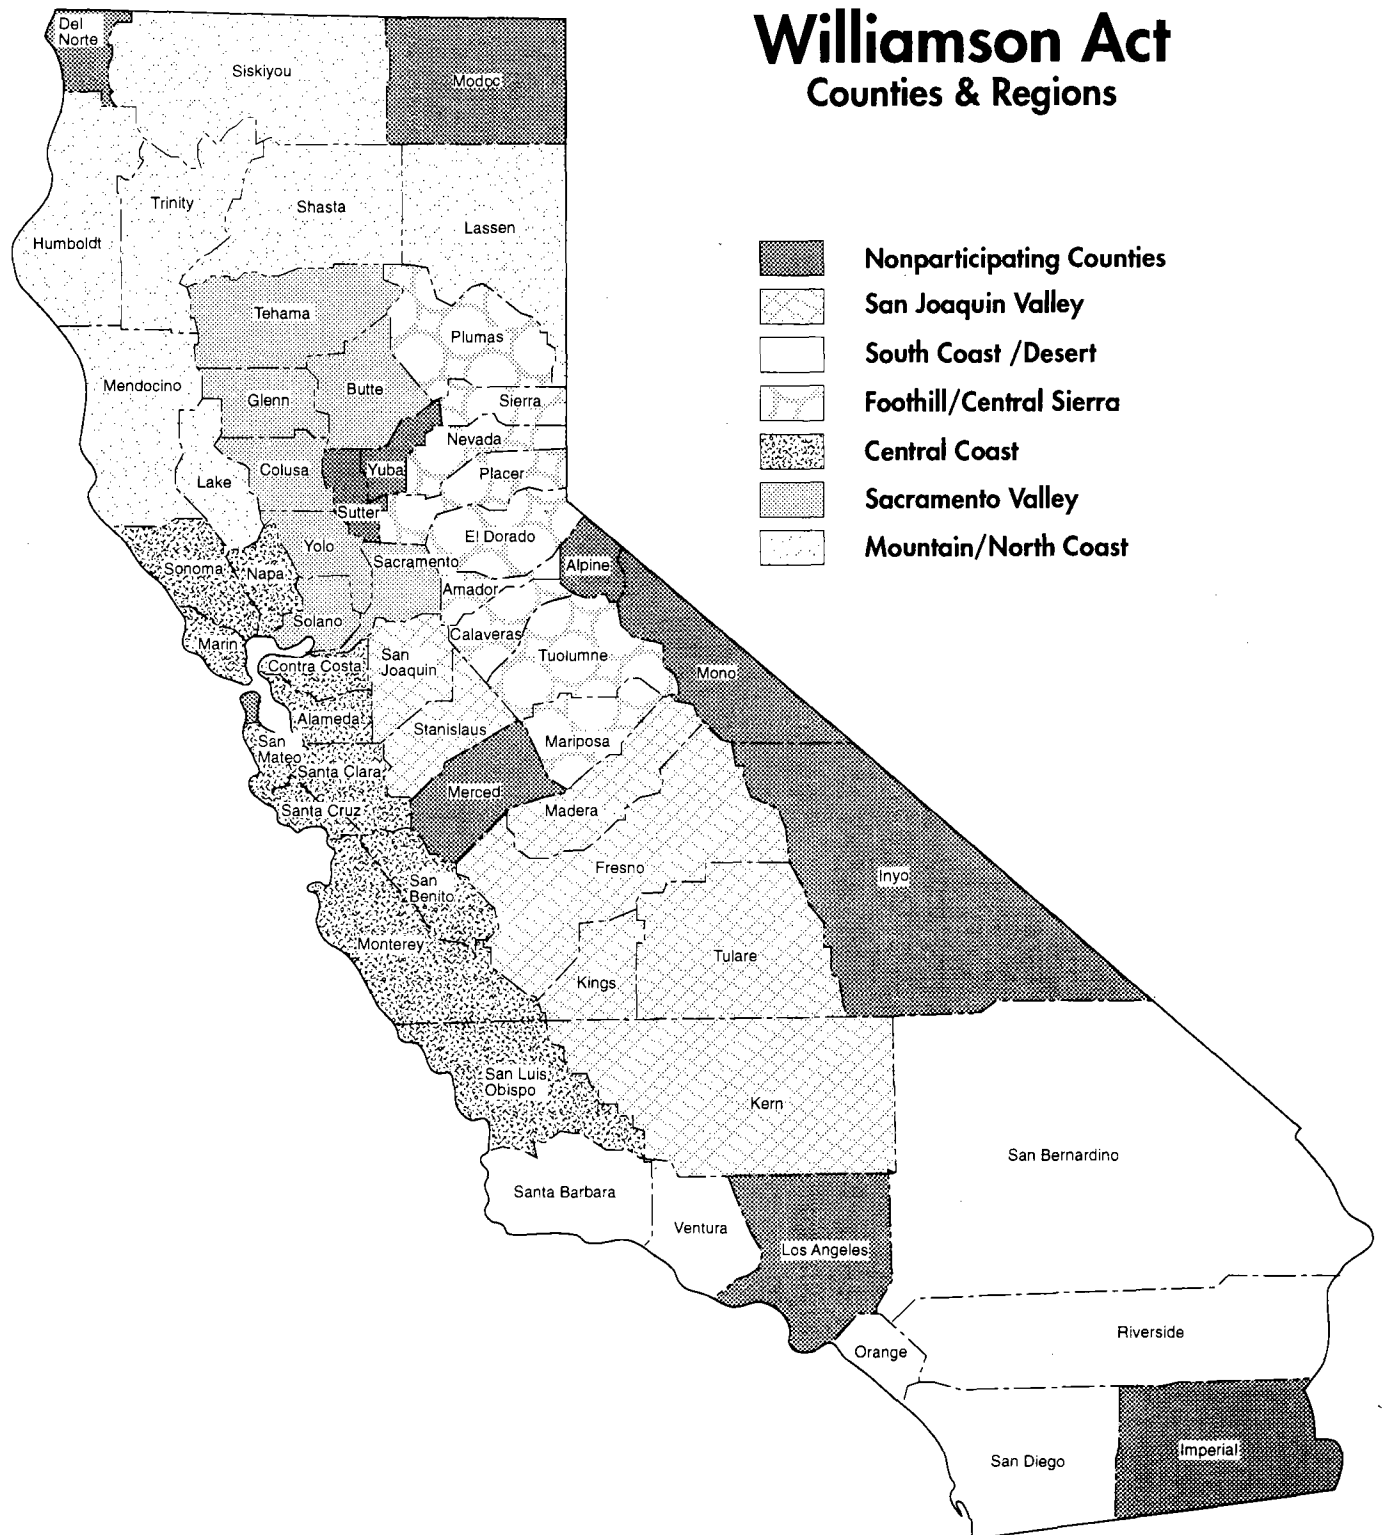 Williamson Act
Counties & Regions
Nonparticipating Counties
San Joaquin Valley
South Coast /Desert
Foothill/Central Sierra
Central Coast
Sacramento Valley
Mountain/North Coast
Del
Norte
Siskiyou
Modoc
Trinity
Shasta
Humboldt
Lassen
Tehama
Plumas
Mendocino
Glenn
Butte
Sierra
Nevada
Colusa
Yuba
Placer
Lake
Sutter
El Dorado
Yolo
Sacramento
Alpine
Sonoma
Napa
Amador
Solano
Calaveras
Marin
Contra Costa
San
Joaquin
Tuolumne
Mono
Alameda
Stanislaus
San
Mateo
Mariposa
Santa Clara
Merced
Santa Cruz
Madera
Fresno
Inyo
San
Benito
Monterey
Tulare
Kings
San Luis
Obispo
Kern
San Bernardino
Santa Barbara
Ventura
Los Angeles
Riverside
Orange
San Diego
Imperial